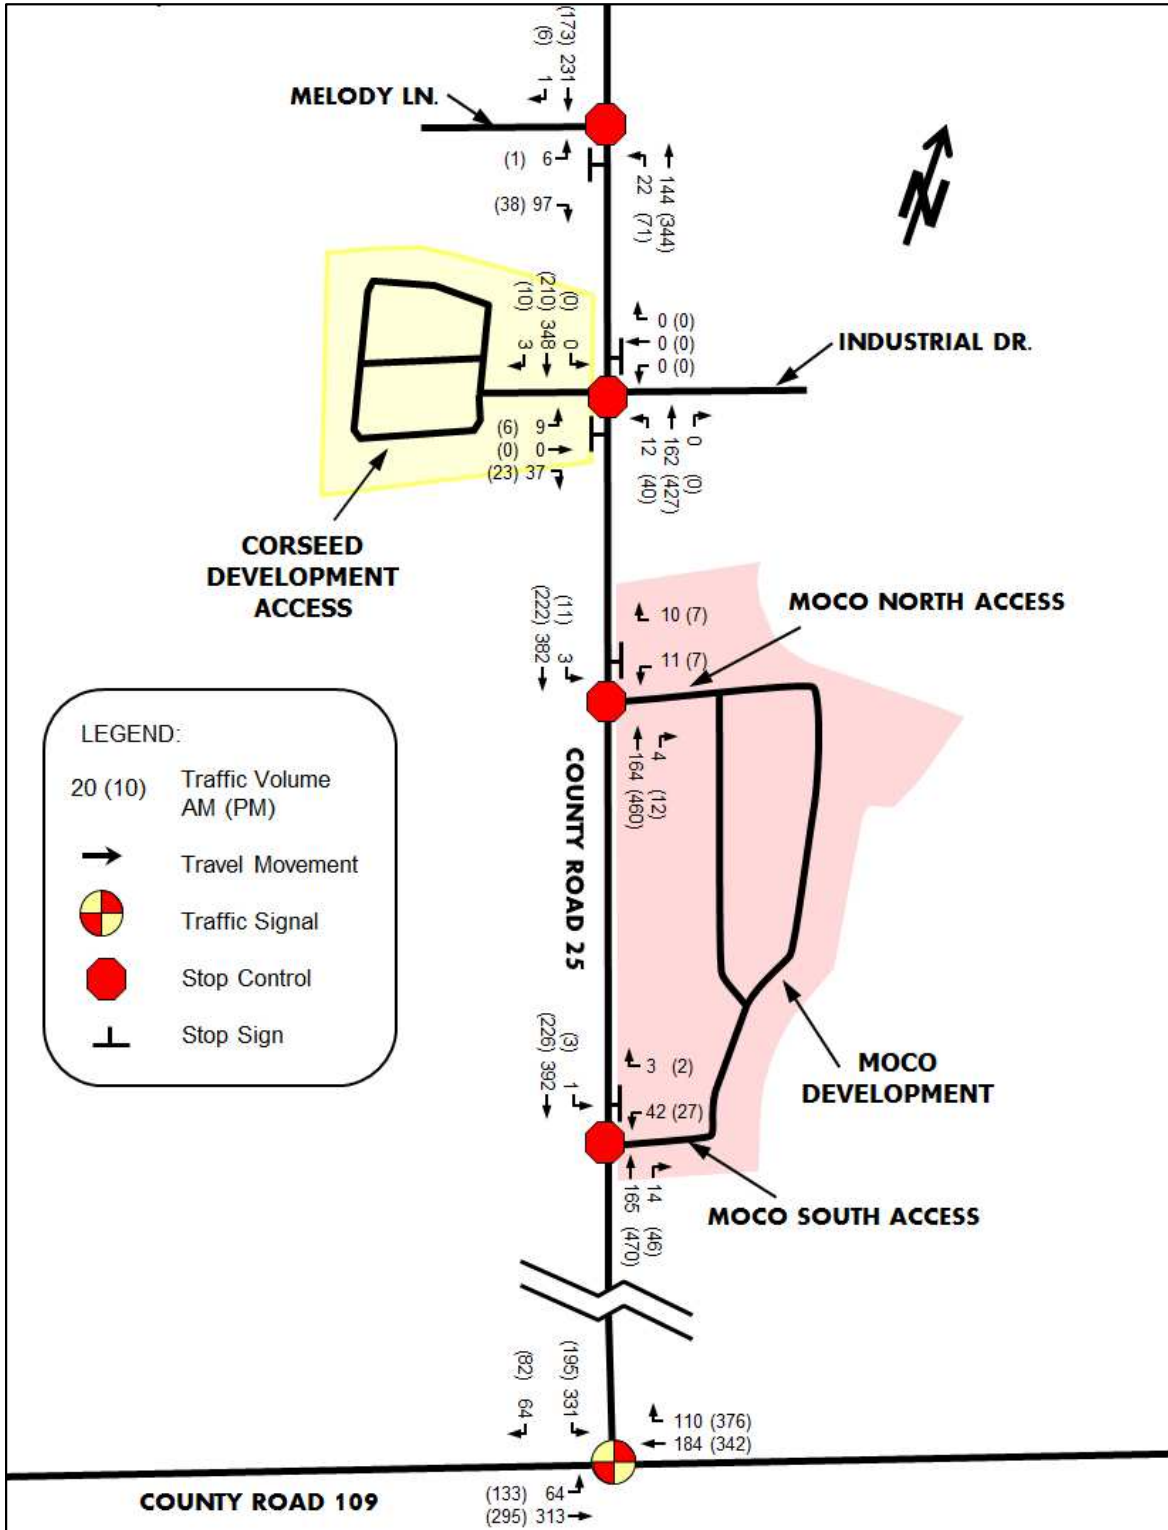 (173) 231
(6) 1
MELODY LN.
(1) 6
(38) 97
22 (71)
144 (344)
(10) 3
(210) 348
(0) 0
0 (0)
0 (0)
0 (0)
INDUSTRIAL DR.
(6) 9
(0) 0
(23) 37
12 (40)
162 (427)
0 (0)
CORSEED
DEVELOPMENT
ACCESS
(222) 382
(11) 3
10 (7)
11 (7)
MOCO NORTH ACCESS
164 (460)
4 (12)
COUNTY ROAD 25
LEGEND:
20 (10) Traffic Volume
AM (PM)
Travel Movement
Traffic Signal
Stop Control
Stop Sign
N
(226) 392
(3) 1
3 (2)
42 (27)
MOCO
DEVELOPMENT
165 (470)
14 (46)
MOCO SOUTH ACCESS
(82) 64
(195) 331
110 (376)
184 (342)
COUNTY ROAD 109
(133) 64
(295) 313